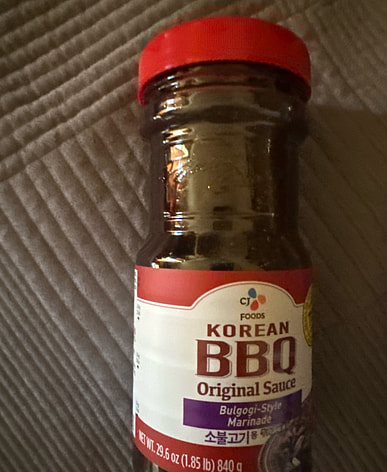 CJ
FOODS
KOREAN
BBQ
Original Sauce
Bulgogi-Style
Marinade
소불고기용
NET WT. 29.6 oz (1.85 lb) 840 g